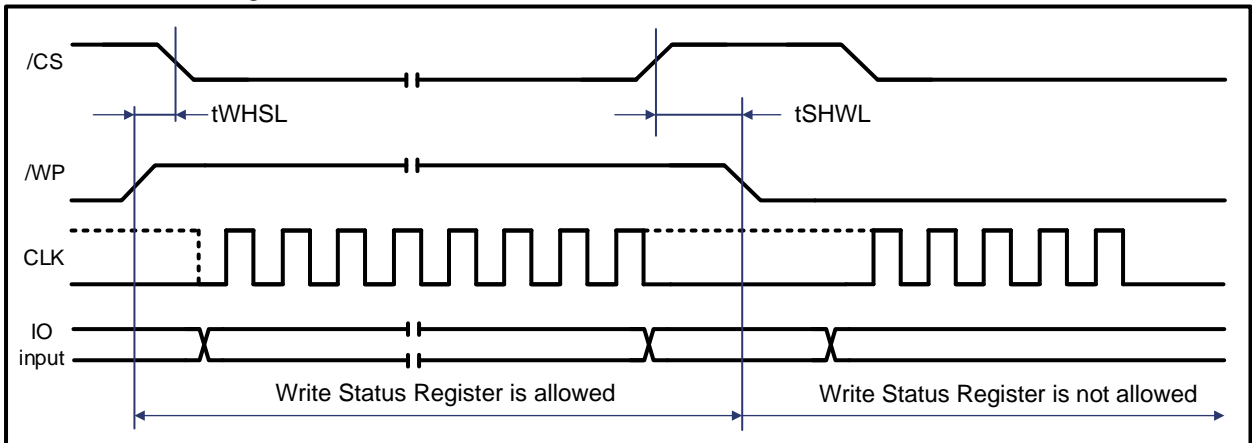 /CS
tWHSL
tSHWL
/WP
CLK
IO
input
Write Status Register is allowed
Write Status Register is not allowed